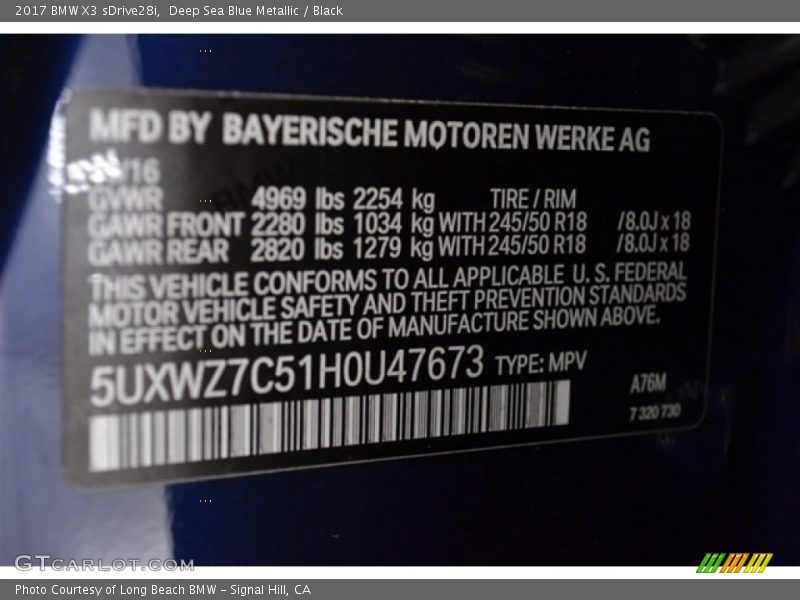 2017 BMW X3 sDrive28i, Deep Sea Blue Metallic / Black
MFD BY BAYERISCHE MOTOREN WERKE AG
/16
GVWR 4969 lbs 2254 kg TIRE / RIM
GAWR FRONT 2280 lbs 1034 kg WITH 245/50 R18 /8.0J x 18
GAWR REAR 2820 lbs 1279 kg WITH 245/50 R18 /8.0J x 18
THIS VEHICLE CONFORMS TO ALL APPLICABLE U. S. FEDERAL
MOTOR VEHICLE SAFETY AND THEFT PREVENTION STANDARDS
IN EFFECT ON THE DATE OF MANUFACTURE SHOWN ABOVE.
5UXWZ7C51H0U47673 TYPE: MPV
A76M
7 320 730
GTCARLOT.COM
Photo Courtesy of Long Beach BMW - Signal Hill, CA